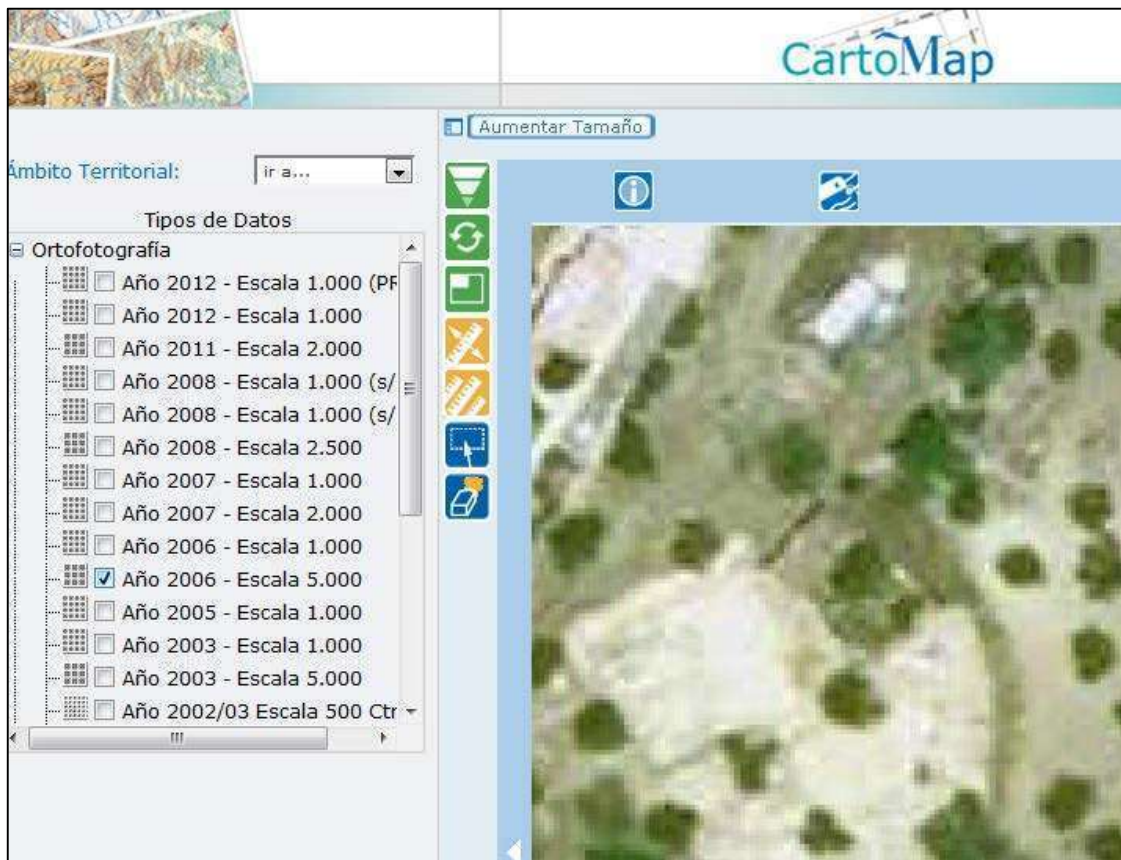 CartoMap
Aumentar Tamaño
Ámbito Territorial:
ir a...
Tipos de Datos
Ortofotografía
Año 2012 - Escala 1.000 (PR
Año 2012 - Escala 1.000
Año 2011 - Escala 2.000
Año 2008 - Escala 1.000 (s/
Año 2008 - Escala 1.000 (s/
Año 2008 - Escala 2.500
Año 2007 - Escala 1.000
Año 2007 - Escala 2.000
Año 2006 - Escala 1.000
Año 2006 - Escala 5.000
Año 2005 - Escala 1.000
Año 2003 - Escala 1.000
Año 2003 - Escala 5.000
Año 2002/03 Escala 500 Ctr